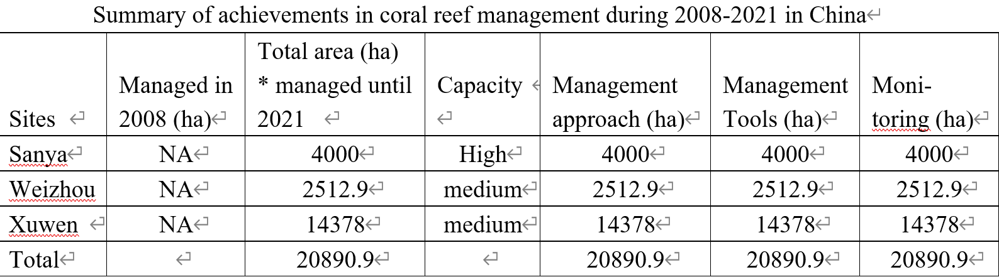 Summary of achievements in coral reef management during 2008-2021 in China
Total area (ha)
Managed in * managed until Capacity Management Management Moni-
Sites 2008 (ha) 2021 approach (ha) Tools (ha) toring (ha)
Sanya NA 4000 High 4000 4000 4000
Weizhou NA 2512.9 medium 2512.9 2512.9 2512.9
Xuwen NA 14378 medium 14378 14378 14378
Total 20890.9 20890.9 20890.9 20890.9